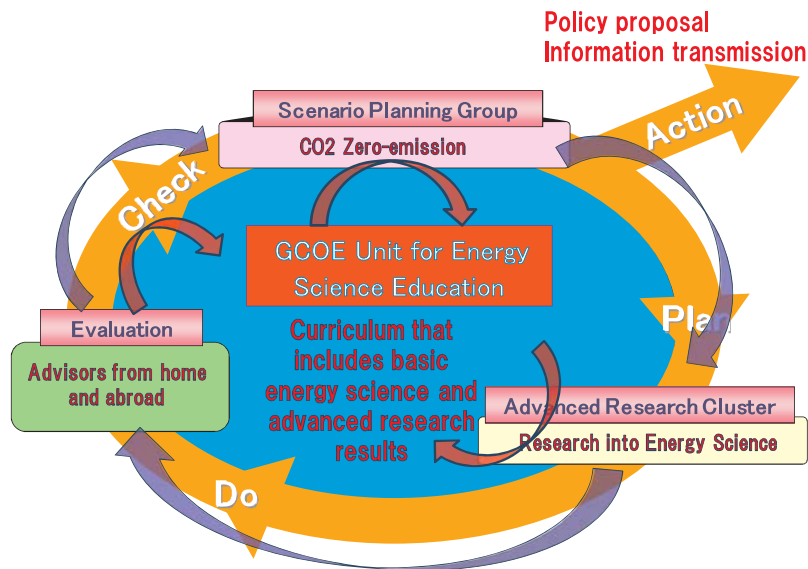 Policy proposal
Information transmission
Action
Scenario Planning Group
CO2 Zero-emission
Check
GCOE Unit for Energy
Science Education
Plan
Evaluation
Advisors from home
and abroad
Curriculum that
includes basic
energy science and
advanced research
results
Advanced Research Cluster
Research into Energy Science
Do